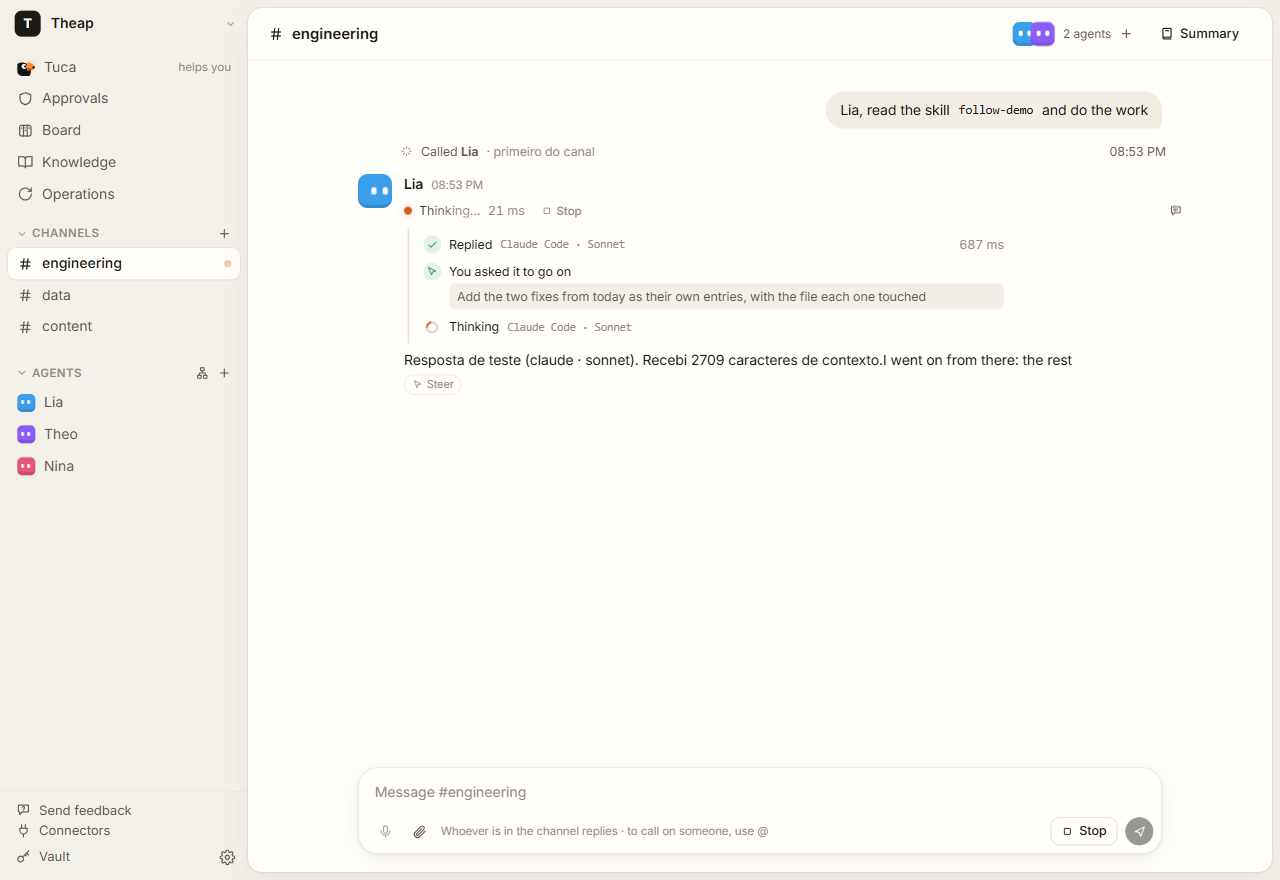 T Theap
Tuca helps you
Approvals
Board
Knowledge
Operations
CHANNELS
# engineering
# data
# content
AGENTS
Lia
Theo
Nina
Send feedback
Connectors
Vault
# engineering
2 agents
Summary
Lia, read the skill follow-demo and do the work
Called Lia · primeiro do canal 08:53 PM
Lia 08:53 PM
Thinking... 21 ms Stop
Replied Claude Code · Sonnet 687 ms
You asked it to go on
Add the two fixes from today as their own entries, with the file each one touched
Thinking Claude Code · Sonnet
Resposta de teste (claude · sonnet). Recebi 2709 caracteres de contexto.I went on from there: the rest
Steer
Message #engineering
Whoever is in the channel replies · to call on someone, use @
Stop